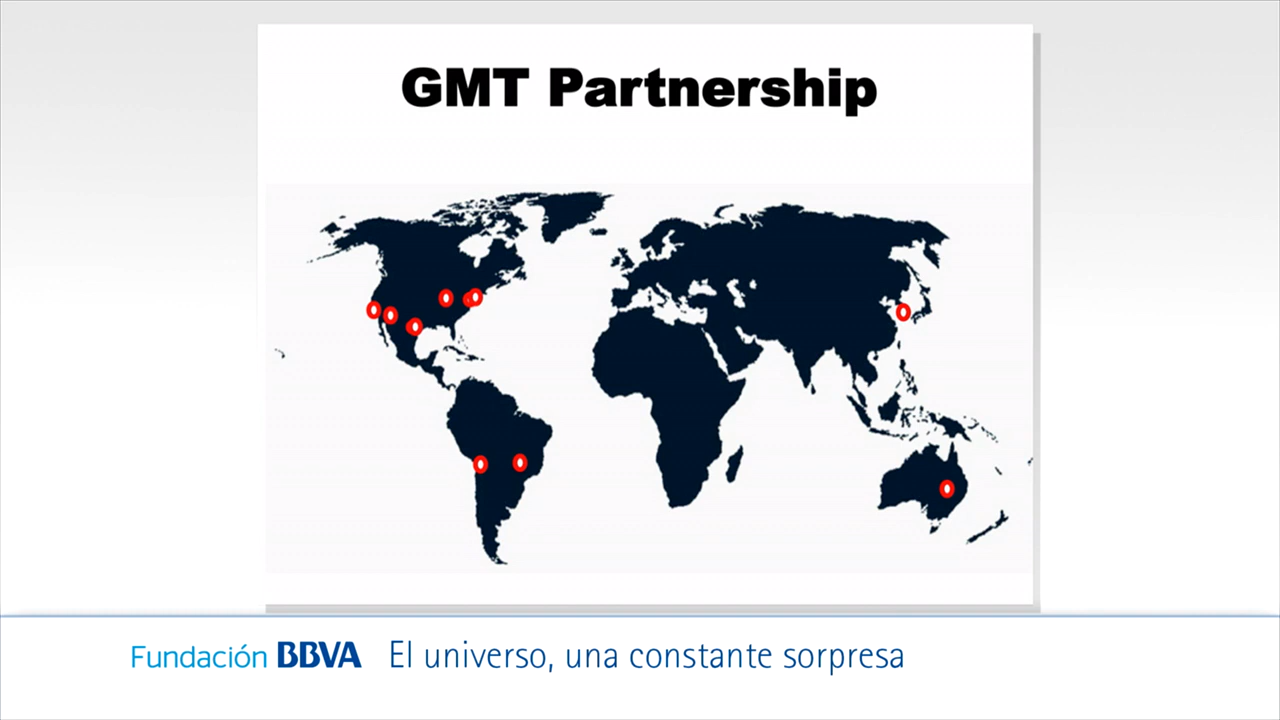 GMT Partnership
Fundación BBVA El universo, una constante sorpresa